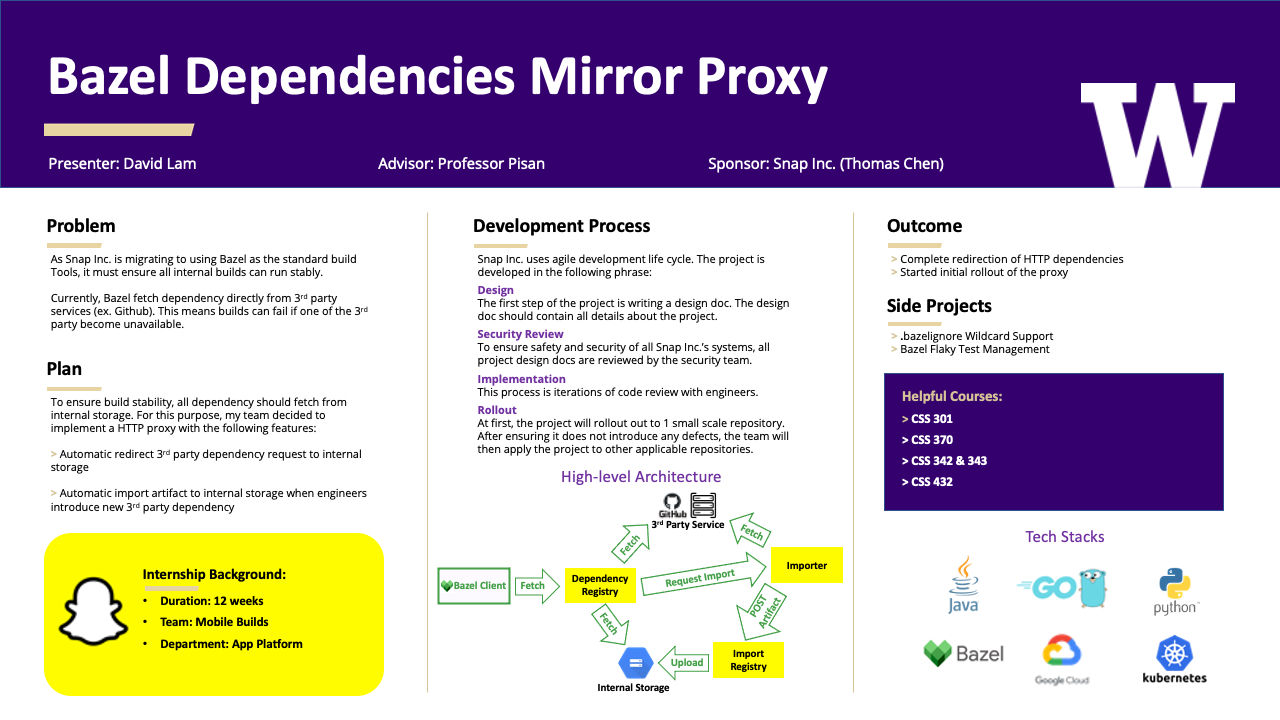 Bazel Dependencies Mirror Proxy
Presenter: David Lam
Advisor: Professor Pisan
Sponsor: Snap Inc. (Thomas Chen)
W
Problem
As Snap Inc. is migrating to using Bazel as the standard build
Tools, it must ensure all internal builds can run stably.
Currently, Bazel fetch dependency directly from 3rd party
services (ex. Github). This means builds can fail if one of the 3rd
party become unavailable.
Plan
To ensure build stability, all dependency should fetch from
internal storage. For this purpose, my team decided to
implement a HTTP proxy with the following features:
> Automatic redirect 3rd party dependency request to internal
storage
> Automatic import artifact to internal storage when engineers
introduce new 3rd party dependency
Internship Background:
• Duration: 12 weeks
• Team: Mobile Builds
• Department: App Platform
Development Process
Snap Inc. uses agile development life cycle. The project is
developed in the following phrase:
Design
The first step of the project is writing a design doc. The design
doc should contain all details about the project.
Security Review
To ensure safety and security of all Snap Inc.'s systems, all
project design docs are reviewed by the security team.
Implementation
This process is iterations of code review with engineers.
Rollout
At first, the project will rollout out to 1 small scale repository.
After ensuring it does not introduce any defects, the team will
then apply the project to other applicable repositories.
High-level Architecture
GitHub
3rd Party Service
Fetch
Fetch
Bazel Client
Fetch
Dependency
Registry
Request Import
Importer
Fetch
POST
Artifact
Internal Storage
Upload
Import
Registry
Outcome
> Complete redirection of HTTP dependencies
> Started initial rollout of the proxy
Side Projects
> .bazelignore Wildcard Support
> Bazel Flaky Test Management
Helpful Courses:
> CSS 301
> CSS 370
> CSS 342 & 343
> CSS 432
Tech Stacks
Java
GO
python
Bazel
Google Cloud
kubernetes